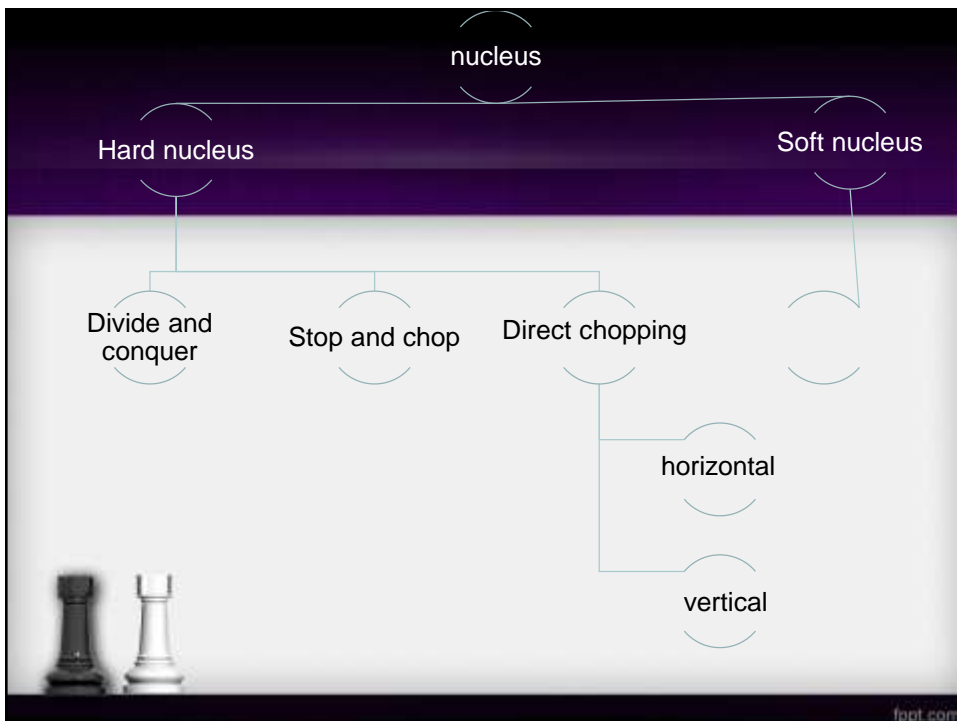 nucleus
Hard nucleus
Soft nucleus
Divide and
conquer
Stop and chop
Direct chopping
horizontal
vertical
fppt.com